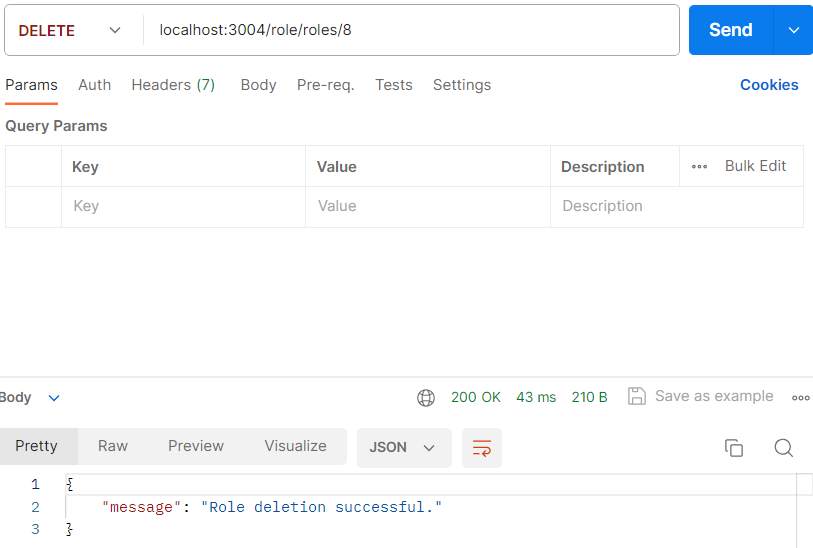 DELETE localhost:3004/role/roles/8 Send
Params Auth Headers (7) Body Pre-req. Tests Settings Cookies
Query Params
Key Value Description Bulk Edit
Key Value Description
Body 200 OK 43 ms 210 B Save as example
Pretty Raw Preview Visualize JSON
1 {
2 "message": "Role deletion successful."
3 }